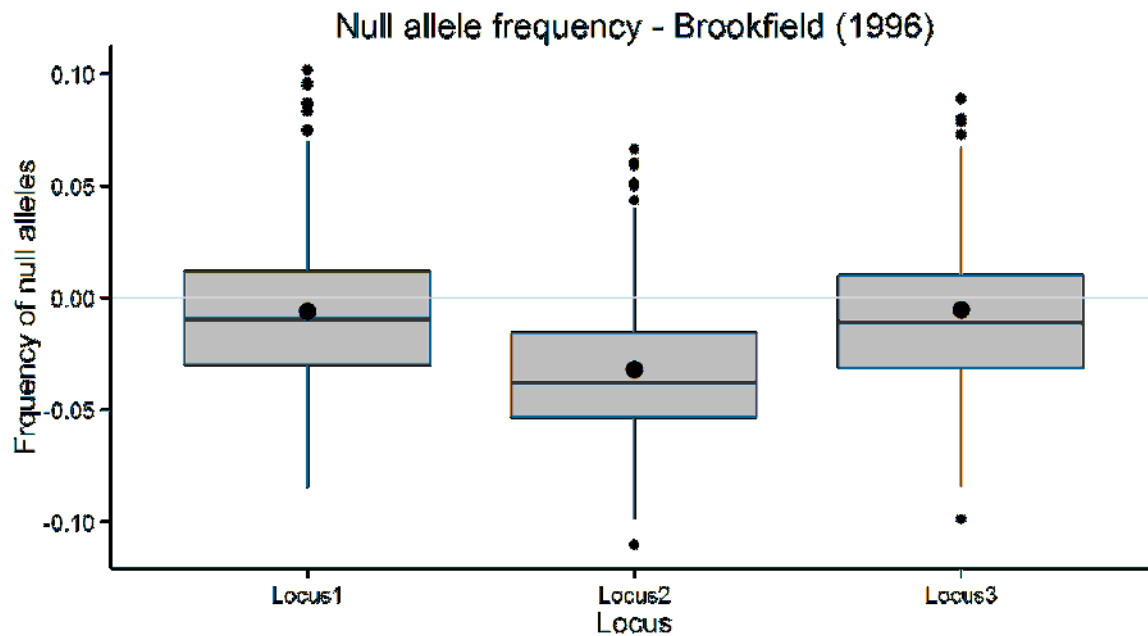 Null allele frequency - Brookfield (1996)
Frquency of null alleles
0.10
0.05
0.00
-0.05
-0.10
Locus1 Locus2 Locus3
Locus